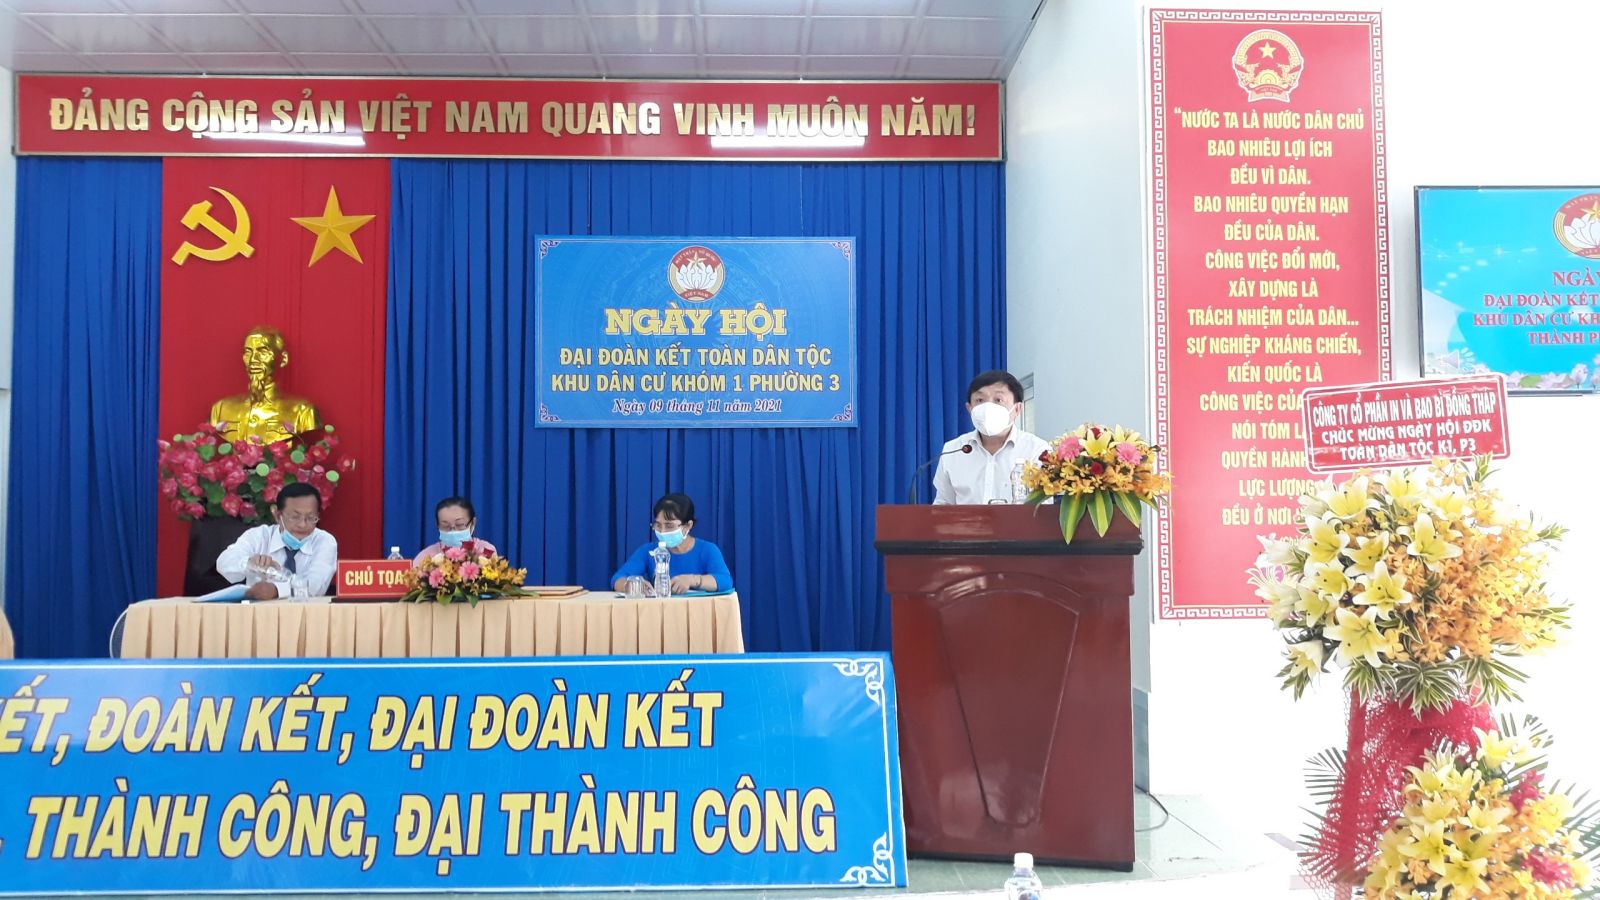 ĐẢNG CỘNG SẢN VIỆT NAM QUANG VINH MUÔN NĂM!
VIỆT NAM
NGÀY HỘI
ĐẠI ĐOÀN KẾT TOÀN DÂN TỘC
KHU DÂN CƯ KHÓM 1 PHƯỜNG 3
Ngày 09 tháng 11 năm 2021
"NƯỚC TA LÀ NƯỚC DÂN CHỦ
BAO NHIÊU LỢI ÍCH
ĐỀU VÌ DÂN.
BAO NHIÊU QUYỀN HẠN
ĐỀU CỦA DÂN.
CÔNG VIỆC ĐỔI MỚI,
XÂY DỰNG LÀ
TRÁCH NHIỆM CỦA DÂN...
SỰ NGHIỆP KHÁNG CHIẾN,
KIẾN QUỐC LÀ
CÔNG VIỆC CỦA
NÓI TÓM
QUYỀN HÀNH
LỰC LƯỢNG
ĐỀU Ở NƠI
NGÀY
ĐẠI ĐOÀN KẾT
KHU DÂN CƯ
THÀNH
CÔNG TY CỔ PHẦN IN VÀ BAO BÌ ĐỒNG THÁP
CHÚC MỪNG NGÀY HỘI ĐĐK
TOÀN DÂN TỘC K1, P3
CHỦ TỌA
KẾT, ĐOÀN KẾT, ĐẠI ĐOÀN KẾT
, THÀNH CÔNG, ĐẠI THÀNH CÔNG